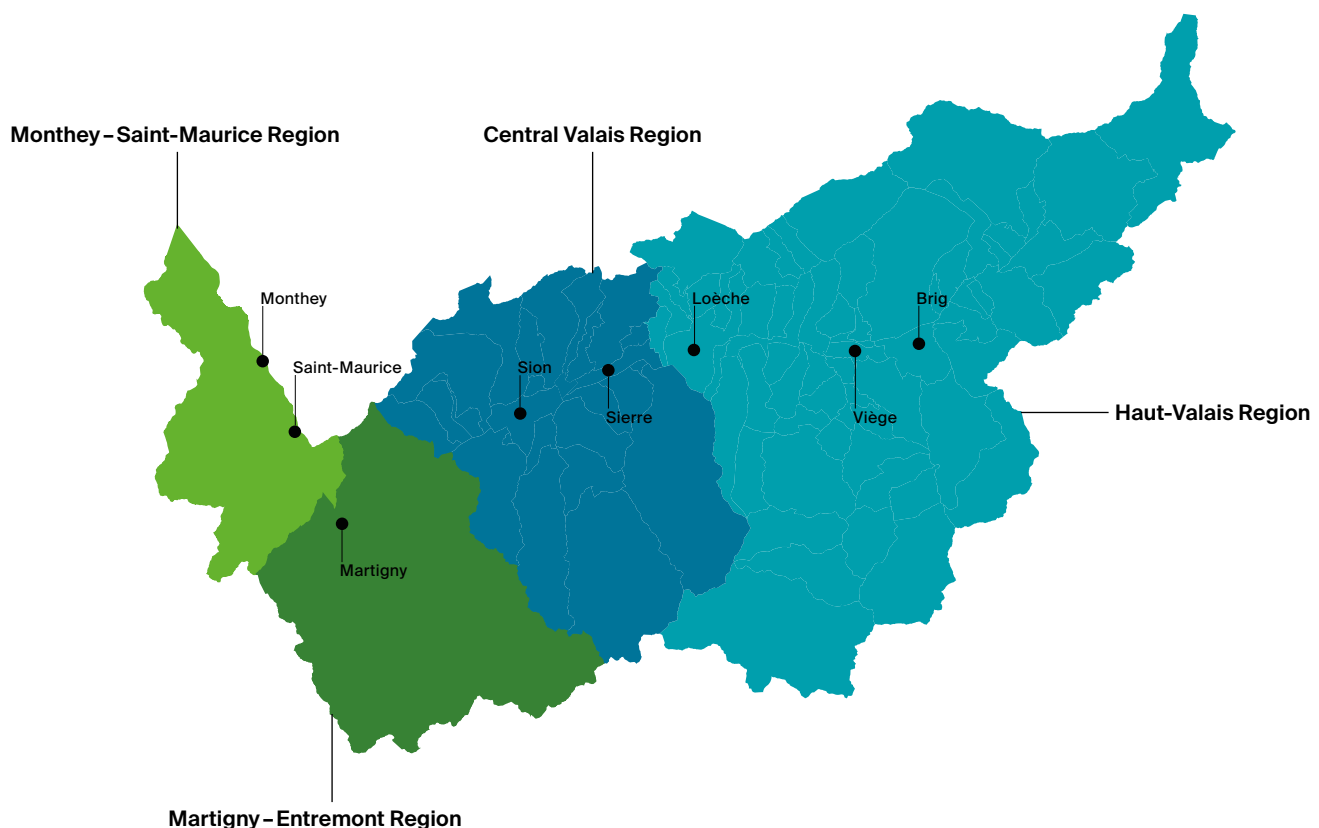 Monthey – Saint-Maurice Region
Central Valais Region
Monthey
Loèche
Brig
Saint-Maurice
Sion
Sierre
Viège
Haut-Valais Region
Martigny
Martigny – Entremont Region